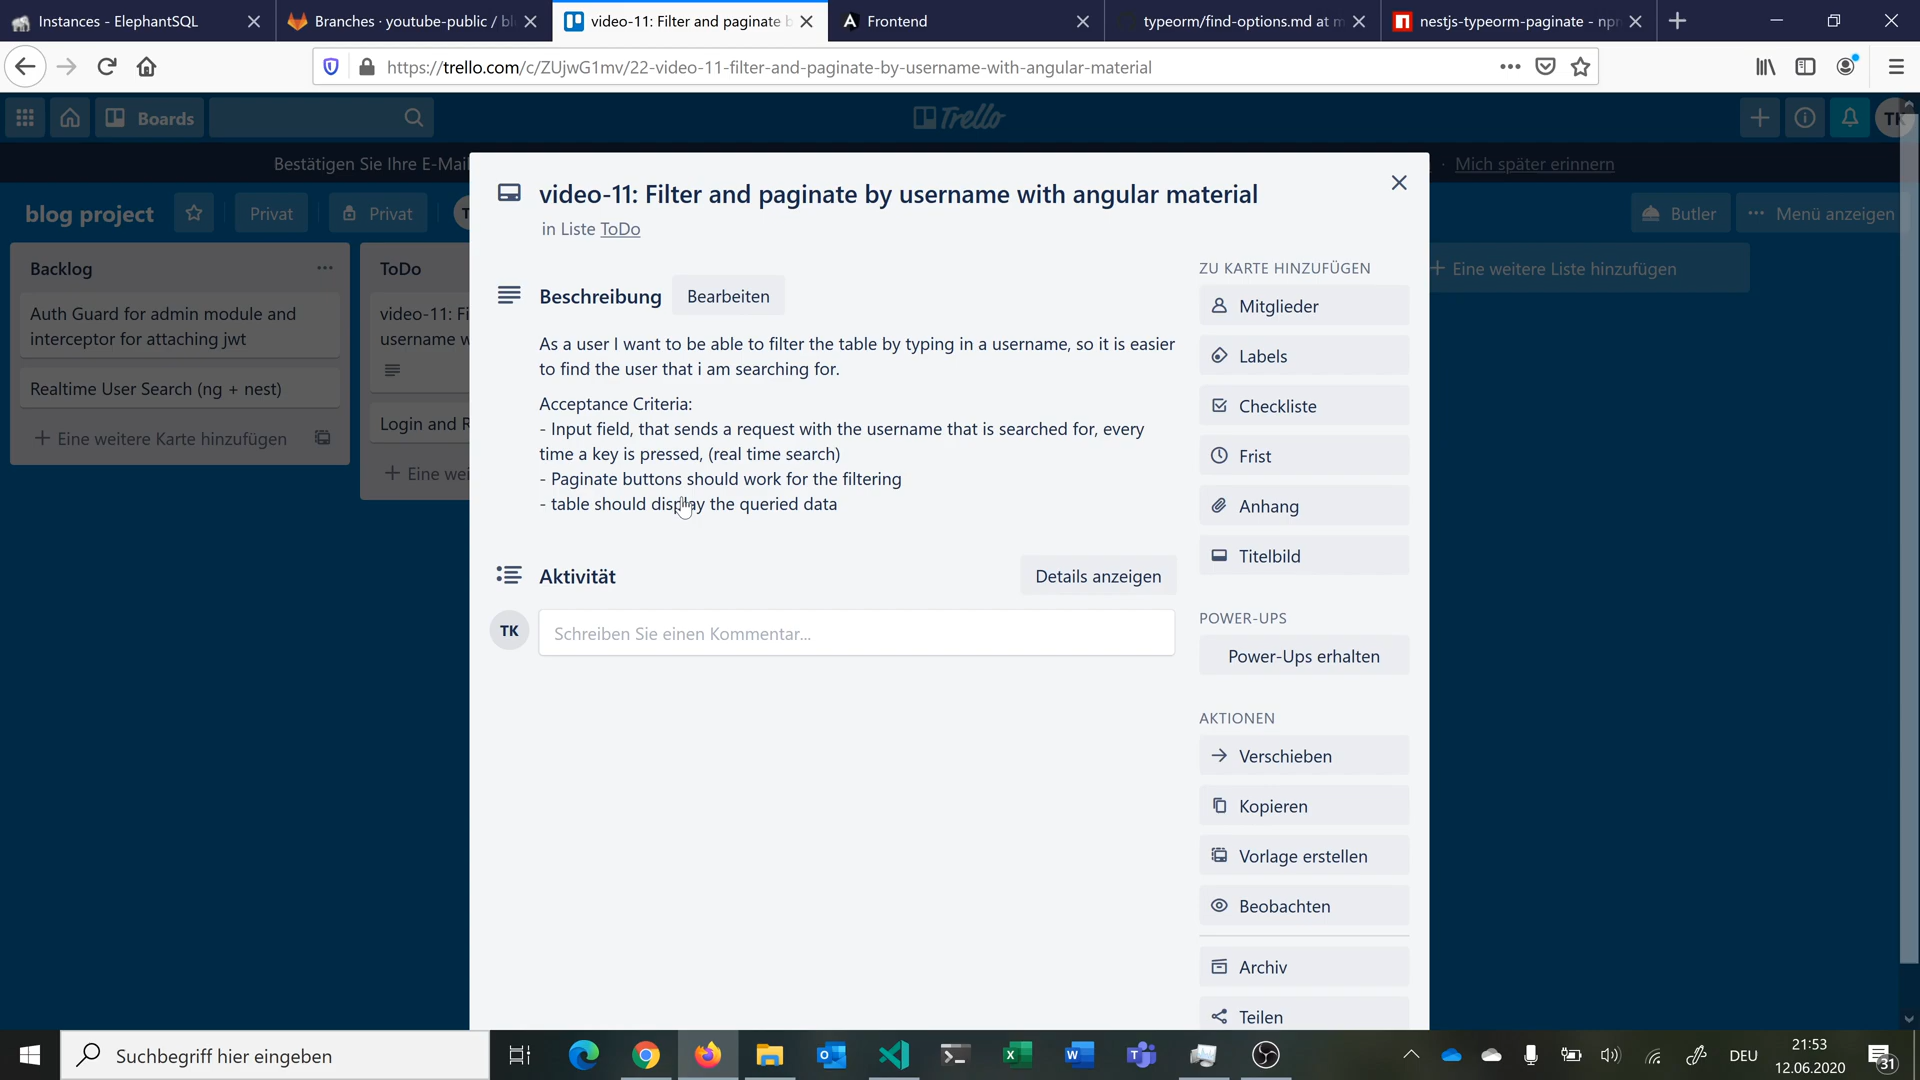 Instances - ElephantSQL
Branches · youtube-public / bl
video-11: Filter and paginate b
Frontend
typeorm/find-options.md at m
nestjs-typeorm-paginate - npm
https://trello.com/c/ZUjwG1mv/22-video-11-filter-and-paginate-by-username-with-angular-material
Boards
Trello
TK
Bestätigen Sie Ihre E-Mail
· Mich später erinnern
blog project
Privat
Privat
T
Butler
Menü anzeigen
Backlog
Auth Guard for admin module and
interceptor for attaching jwt
Realtime User Search (ng + nest)
Eine weitere Karte hinzufügen
ToDo
video-11: Fi
username w
Login and R
Eine wei
Eine weitere Liste hinzufügen
video-11: Filter and paginate by username with angular material
in Liste ToDo
Beschreibung
Bearbeiten
As a user I want to be able to filter the table by typing in a username, so it is easier
to find the user that i am searching for.
Acceptance Criteria:
- Input field, that sends a request with the username that is searched for, every
time a key is pressed, (real time search)
- Paginate buttons should work for the filtering
- table should display the queried data
Aktivität
Details anzeigen
TK
Schreiben Sie einen Kommentar...
ZU KARTE HINZUFÜGEN
Mitglieder
Labels
Checkliste
Frist
Anhang
Titelbild
POWER-UPS
Power-Ups erhalten
AKTIONEN
Verschieben
Kopieren
Vorlage erstellen
Beobachten
Archiv
Teilen
Suchbegriff hier eingeben
DEU
21:53
12.06.2020
31